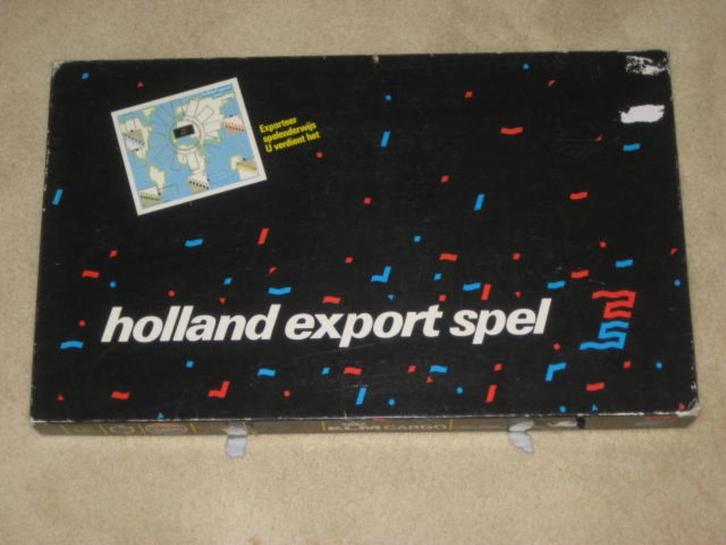 Exporteer
spelenderwijs
U verdient het
holland export spel
KLM CARGO